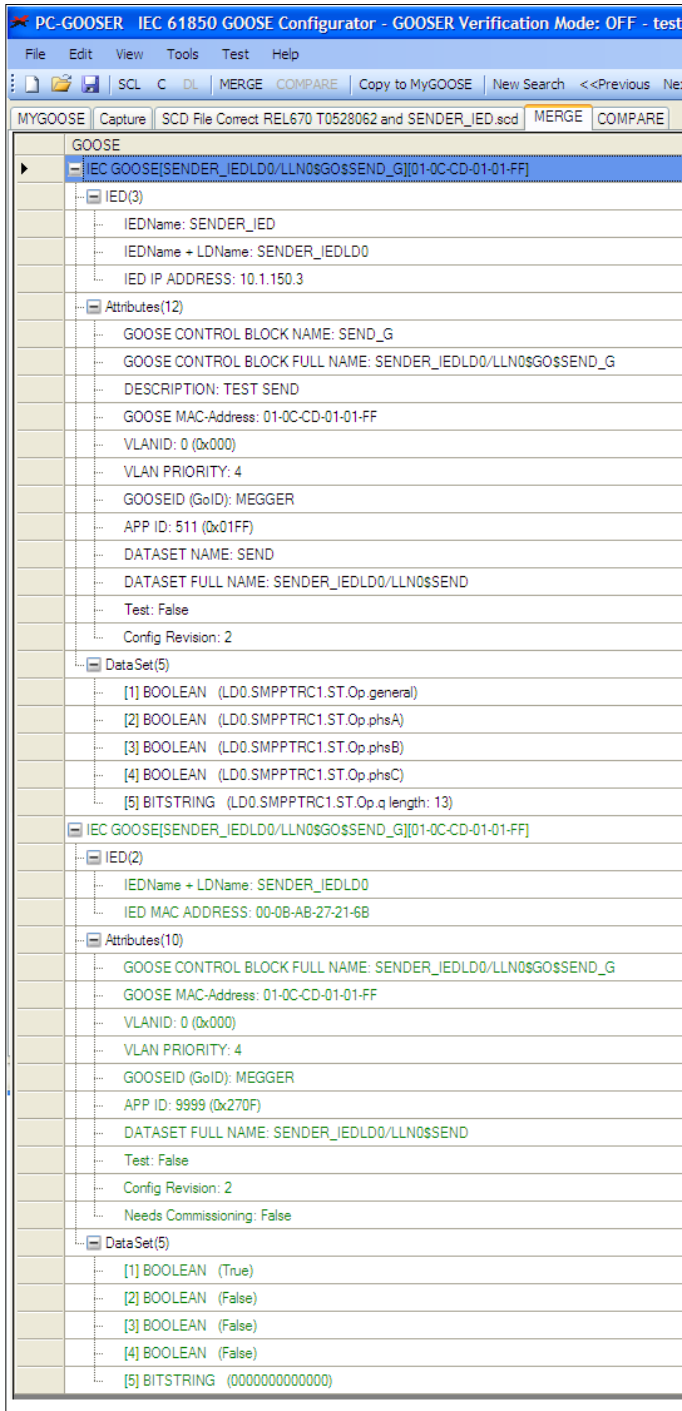 PC-GOOSER IEC 61850 GOOSE Configurator - GOOSER Verification Mode: OFF - test
File Edit View Tools Test Help
SCL C DL MERGE COMPARE Copy to MyGOOSE New Search <<Previous Ne
MYGOOSE Capture SCD File Correct REL670 T0528062 and SENDER_IED.scd MERGE COMPARE
GOOSE
IEC GOOSE[SENDER_IEDLD0/LLN0$GO$SEND_G][01-0C-CD-01-01-FF]
IED(3)
IEDName: SENDER_IED
IEDName + LDName: SENDER_IEDLD0
IED IP ADDRESS: 10.1.150.3
Attributes(12)
GOOSE CONTROL BLOCK NAME: SEND_G
GOOSE CONTROL BLOCK FULL NAME: SENDER_IEDLD0/LLN0$GO$SEND_G
DESCRIPTION: TEST SEND
GOOSE MAC-Address: 01-0C-CD-01-01-FF
VLANID: 0 (0x000)
VLAN PRIORITY: 4
GOOSEID (GoID): MEGGER
APP ID: 511 (0x01FF)
DATASET NAME: SEND
DATASET FULL NAME: SENDER_IEDLD0/LLN0$SEND
Test: False
Config Revision: 2
DataSet(5)
[1] BOOLEAN (LD0.SMPPTRC1.ST.Op.general)
[2] BOOLEAN (LD0.SMPPTRC1.ST.Op.phsA)
[3] BOOLEAN (LD0.SMPPTRC1.ST.Op.phsB)
[4] BOOLEAN (LD0.SMPPTRC1.ST.Op.phsC)
[5] BITSTRING (LD0.SMPPTRC1.ST.Op.q length: 13)
IEC GOOSE[SENDER_IEDLD0/LLN0$GO$SEND_G][01-0C-CD-01-01-FF]
IED(2)
IEDName + LDName: SENDER_IEDLD0
IED MAC ADDRESS: 00-0B-AB-27-21-6B
Attributes(10)
GOOSE CONTROL BLOCK FULL NAME: SENDER_IEDLD0/LLN0$GO$SEND_G
GOOSE MAC-Address: 01-0C-CD-01-01-FF
VLANID: 0 (0x000)
VLAN PRIORITY: 4
GOOSEID (GoID): MEGGER
APP ID: 9999 (0x270F)
DATASET FULL NAME: SENDER_IEDLD0/LLN0$SEND
Test: False
Config Revision: 2
Needs Commissioning: False
DataSet(5)
[1] BOOLEAN (True)
[2] BOOLEAN (False)
[3] BOOLEAN (False)
[4] BOOLEAN (False)
[5] BITSTRING (0000000000000)